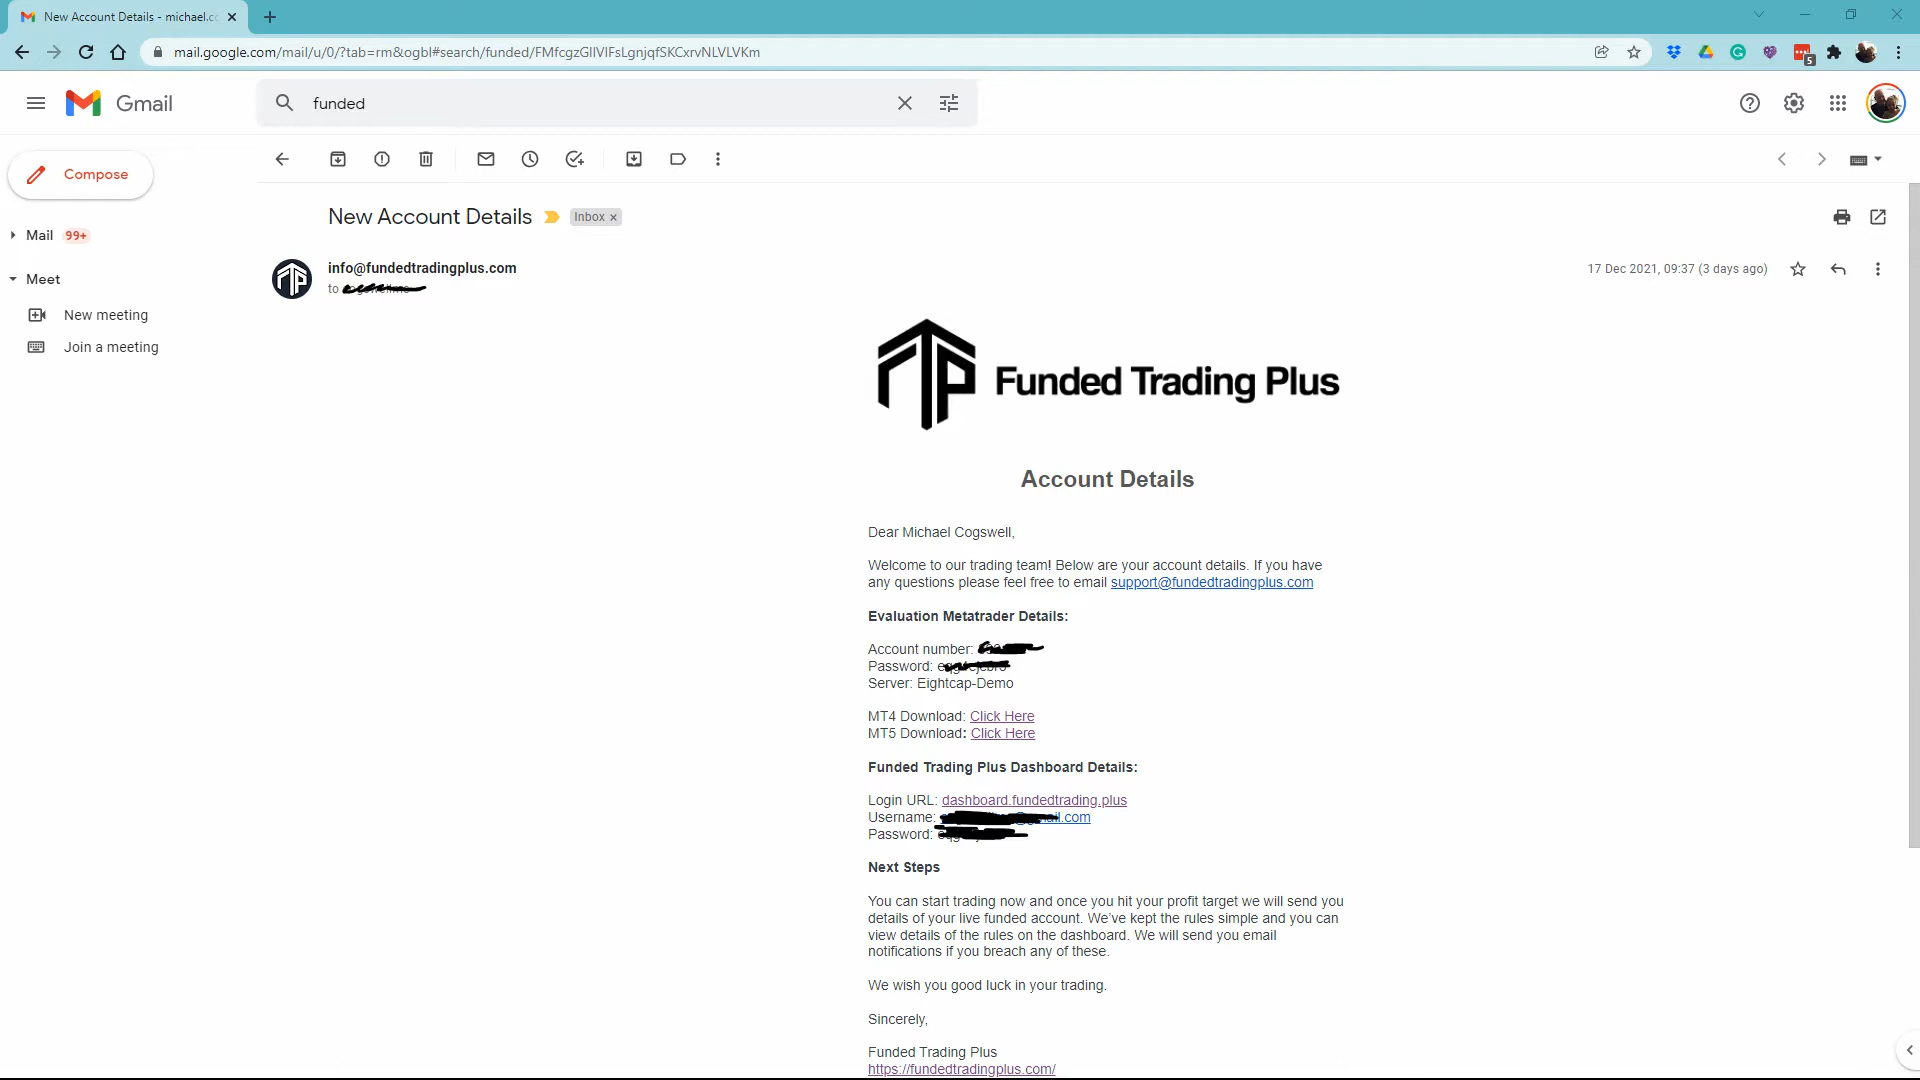 New Account Details - michael.c
mail.google.com/mail/u/0/?tab=rm&ogbl#search/funded/FMfcgzGllVlFsLgnjqfSKCxrvNLVLVKm
5
Gmail
funded
Compose
Mail 99+
Meet
New meeting
Join a meeting
New Account Details
Inbox ×
info@fundedtradingplus.com
17 Dec 2021, 09:37 (3 days ago)
to
Funded Trading Plus
Account Details
Dear Michael Cogswell,
Welcome to our trading team! Below are your account details. If you have
any questions please feel free to email support@fundedtradingplus.com
Evaluation Metatrader Details:
Account number:
Password:
Server: Eightcap-Demo
MT4 Download: Click Here
MT5 Download: Click Here
Funded Trading Plus Dashboard Details:
Login URL: dashboard.fundedtrading.plus
Username: .com
Password:
Next Steps
You can start trading now and once you hit your profit target we will send you
details of your live funded account. We've kept the rules simple and you can
view details of the rules on the dashboard. We will send you email
notifications if you breach any of these.
We wish you good luck in your trading.
Sincerely,
Funded Trading Plus
https://fundedtradingplus.com/